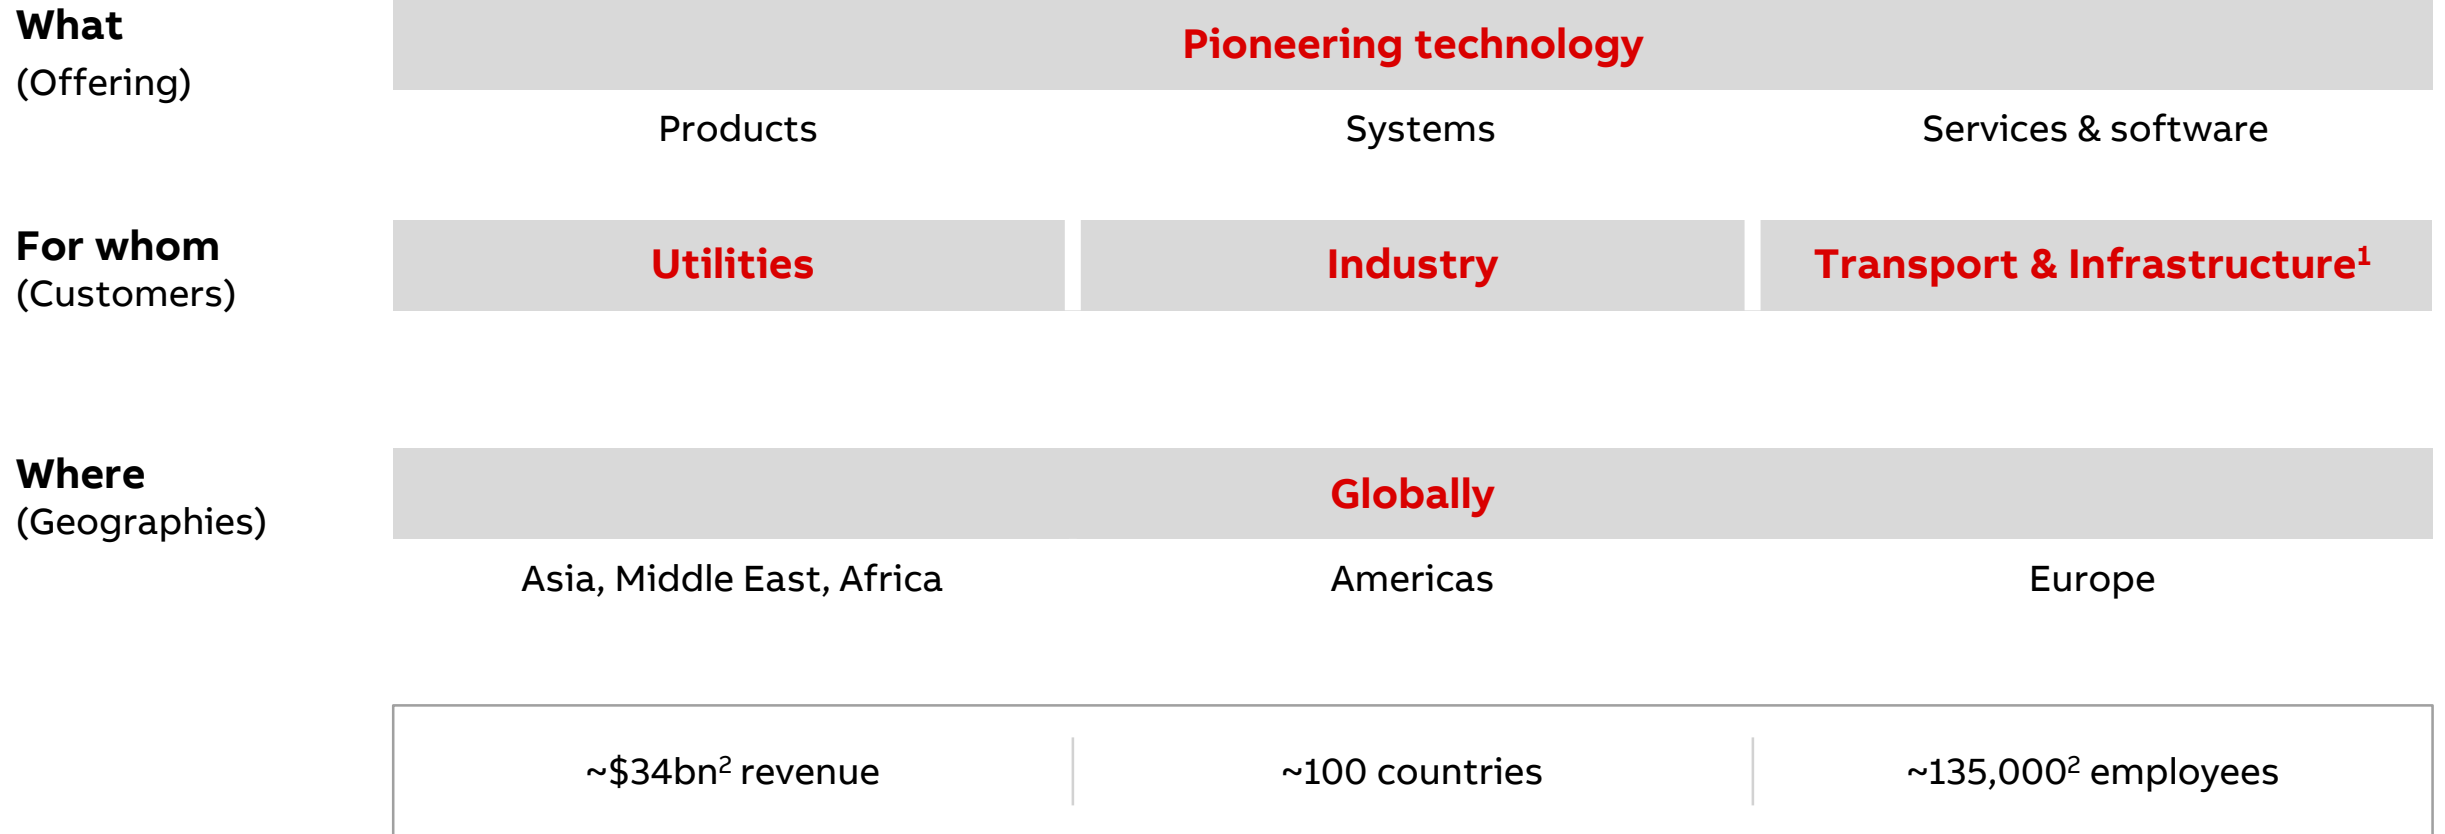 What
(Offering)
Pioneering technology
Products
Systems
Services & software
For whom
(Customers)
Utilities
Industry
Transport & Infrastructure¹
Where
(Geographies)
Globally
Asia, Middle East, Africa
Americas
Europe
~$34bn² revenue
~100 countries
~135,000² employees